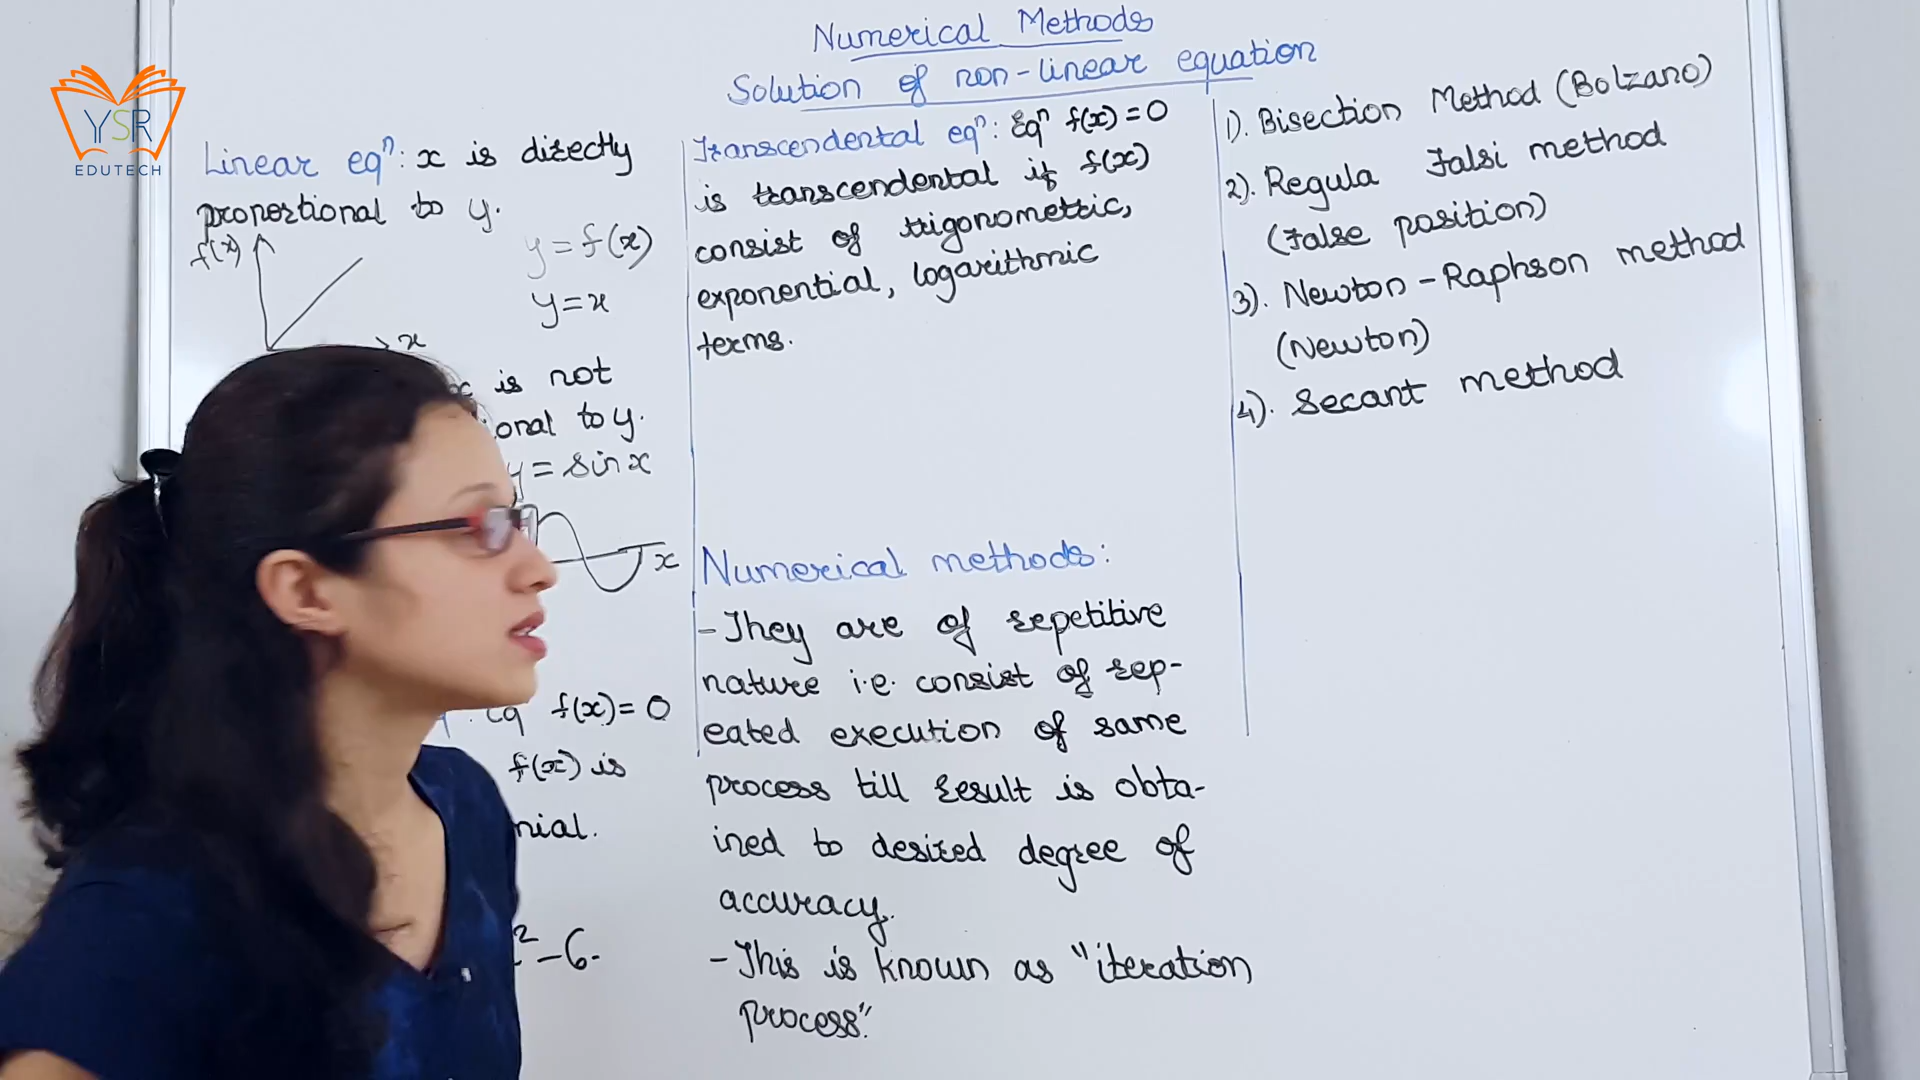 Numerical Methods
Solution of non-linear equation
YSR
EDUTECH
Linear eqⁿ: x is directly
proportional to y.
f(x)
y = f(x)
y = x
x
is not
to y.
y = sin x
x
f(x) = 0
f(x) is
² - 6.
Transcendental eqⁿ: Eqⁿ f(x) = 0
is transcendental if f(x)
consist of trigonometric,
exponential, logarithmic
terms.
Numerical methods:
- They are of repetitive
nature i.e. consist of rep-
eated execution of same
process till result is obta-
ined to desired degree of
accuracy.
- This is known as "iteration
process".
1). Bisection Method (Bolzano)
2). Regula Falsi method
(False position)
3). Newton - Raphson method
(Newton)
4). Secant method